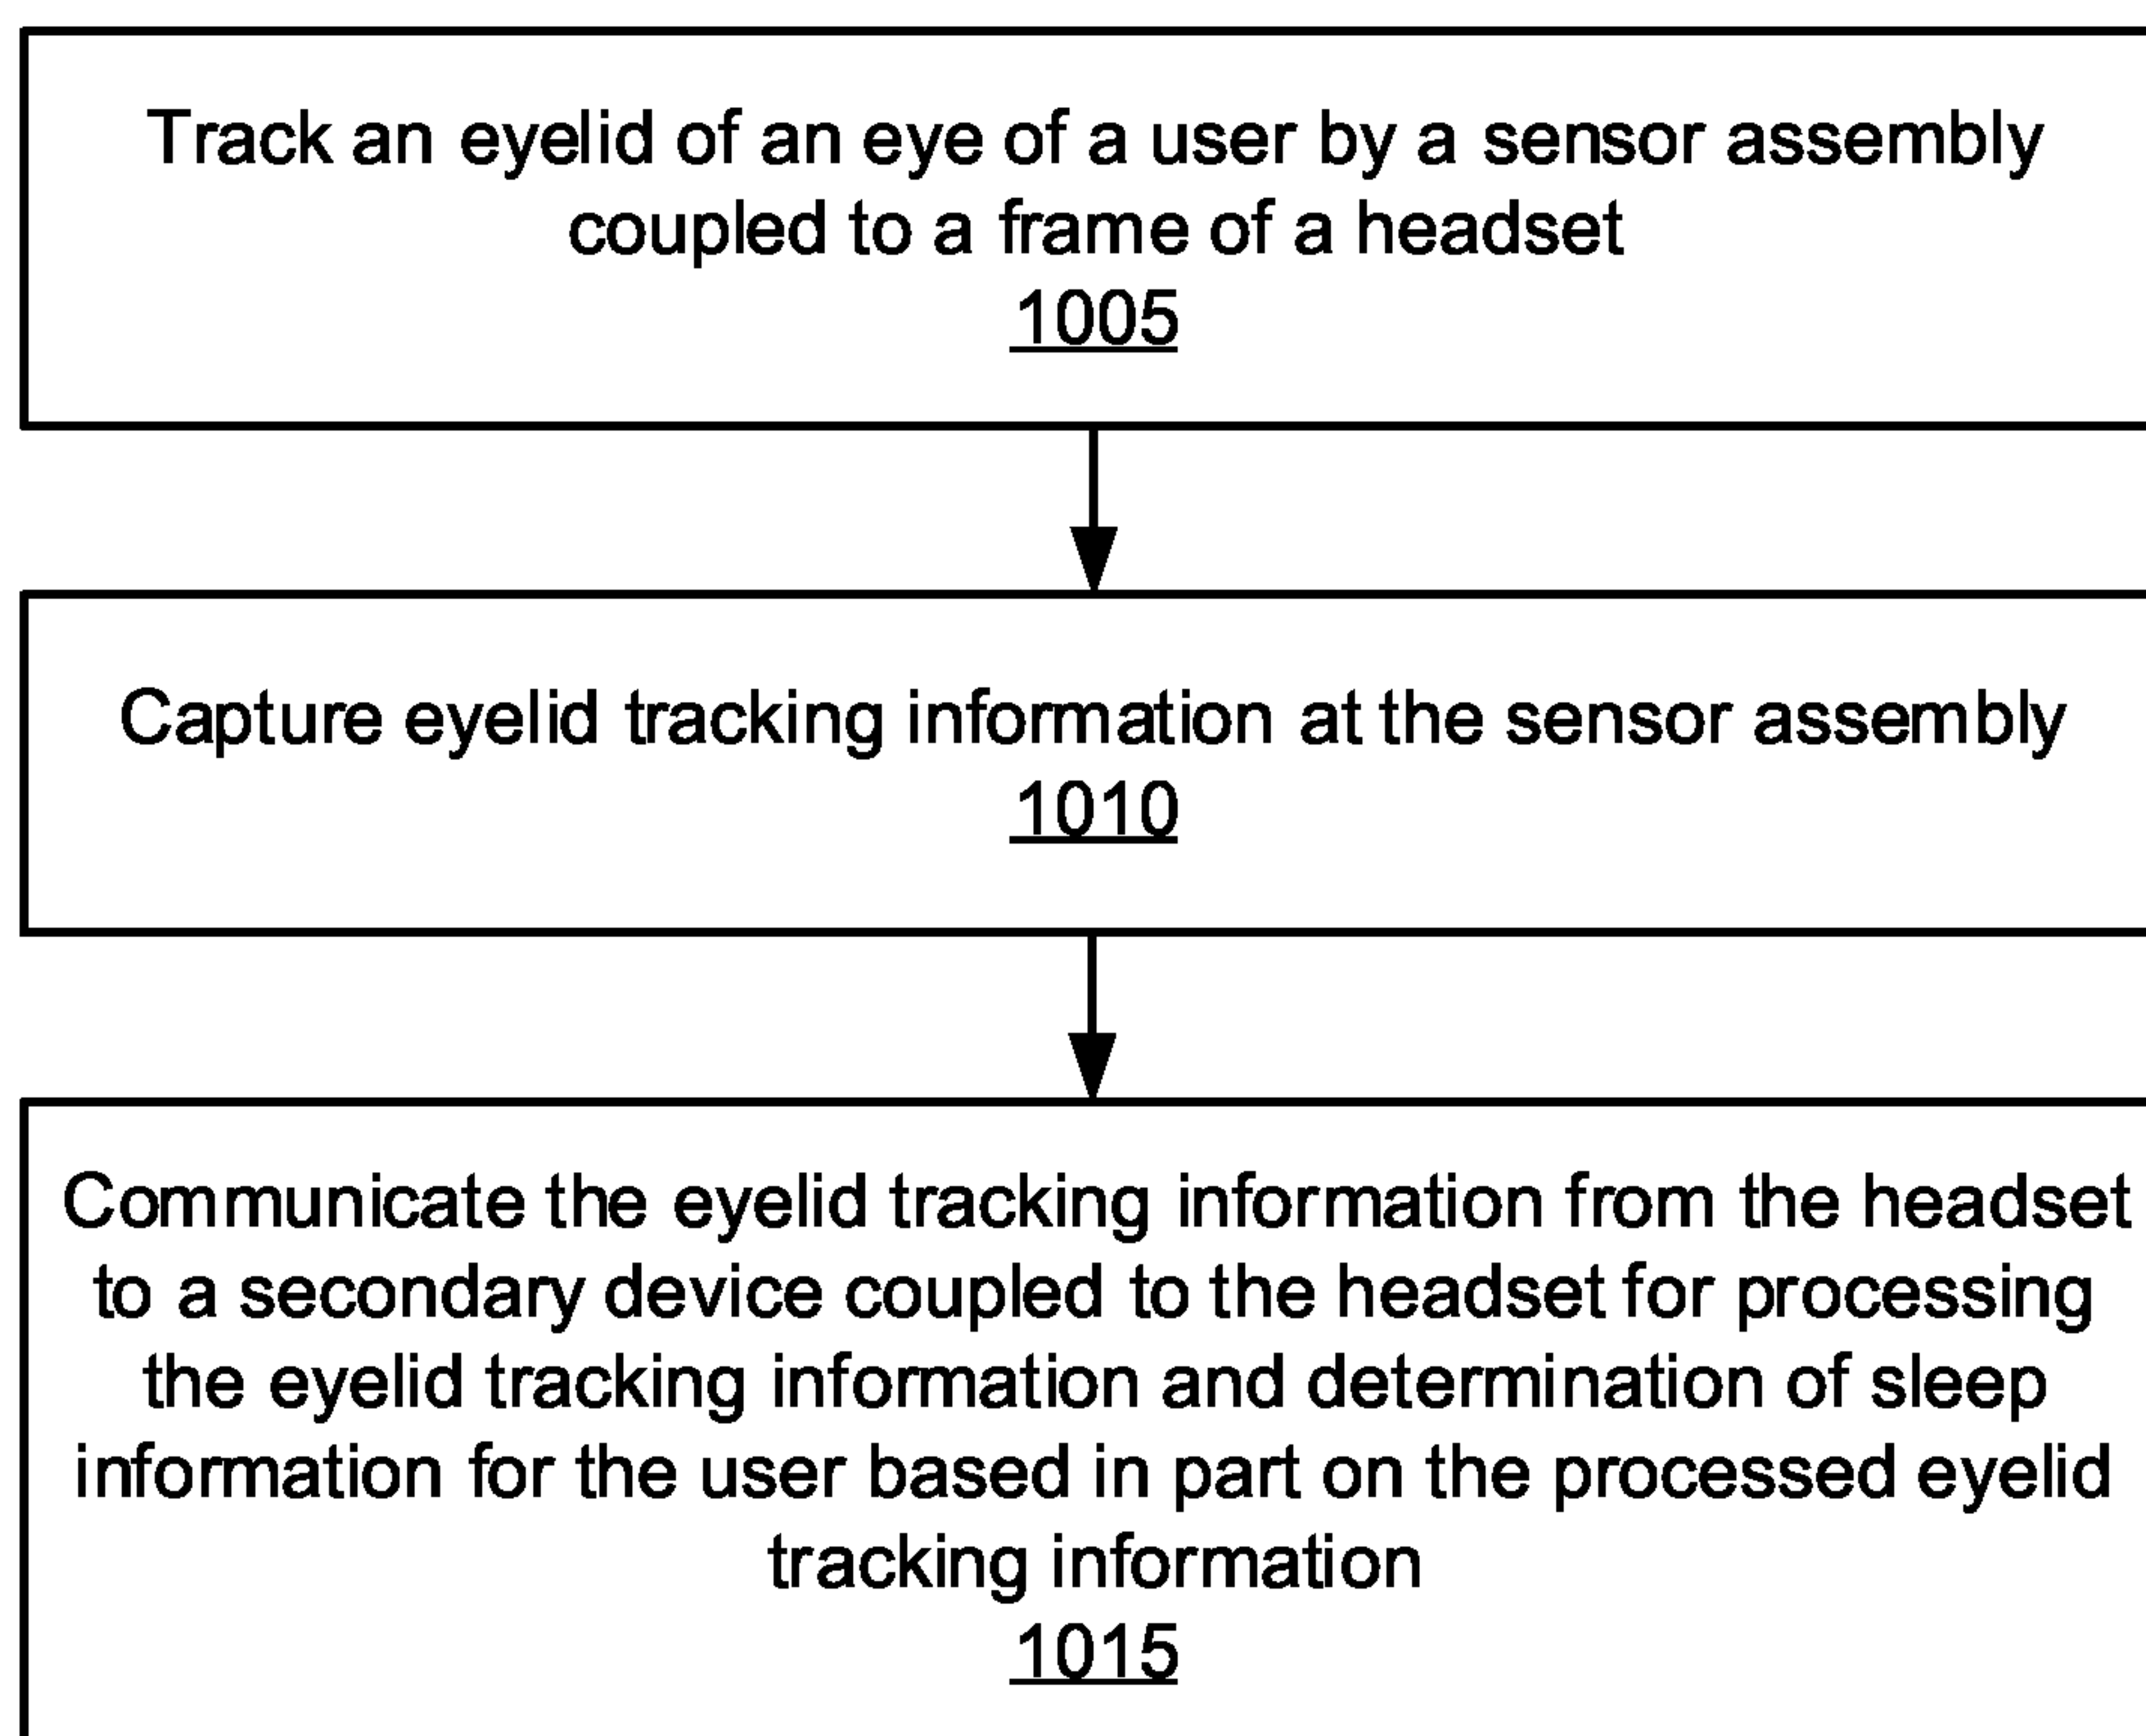 Track an eyelid of an eye of a user by a sensor assembly
coupled to a frame of a headset
1005
Capture eyelid tracking information at the sensor assembly
1010
Communicate the eyelid tracking information from the headset
to a secondary device coupled to the headset for processing
the eyelid tracking information and determination of sleep
information for the user based in part on the processed eyelid
tracking information
1015